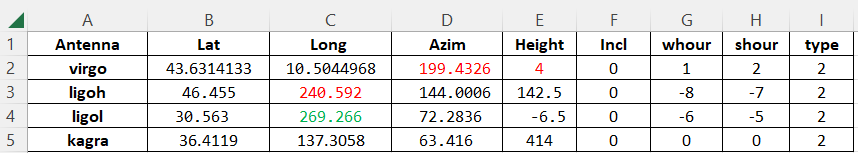 A B C D E F G H I
1 Antenna Lat Long Azim Height Incl whour shour type
2 virgo 43.6314133 10.5044968 199.4326 4 0 1 2 2
3 ligoh 46.455 240.592 144.0006 142.5 0 -8 -7 2
4 ligol 30.563 269.266 72.2836 -6.5 0 -6 -5 2
5 kagra 36.4119 137.3058 63.416 414 0 0 0 2